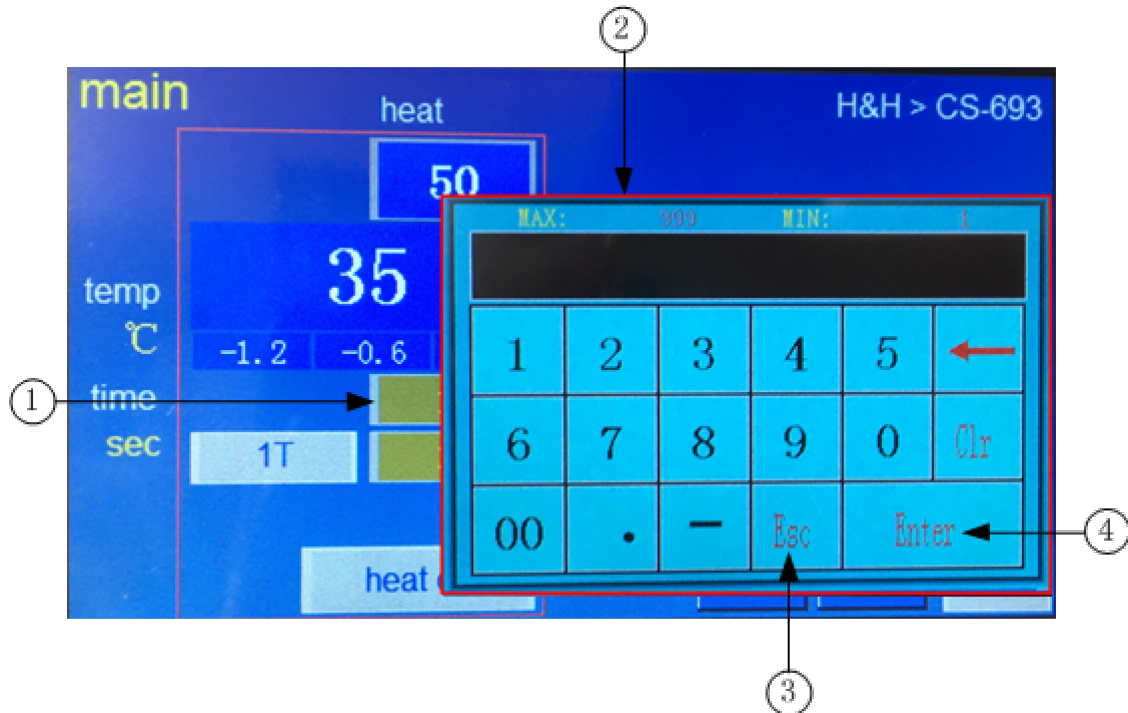 2
main
heat
H&H > CS-693
50
MAX: 999 MIN: 1
35
temp
℃
-1.2 -0.6
1 2 3 4 5 ←
1 time
sec
1T
6 7 8 9 0 Clr
00 . - Esc Enter
4
heat
3